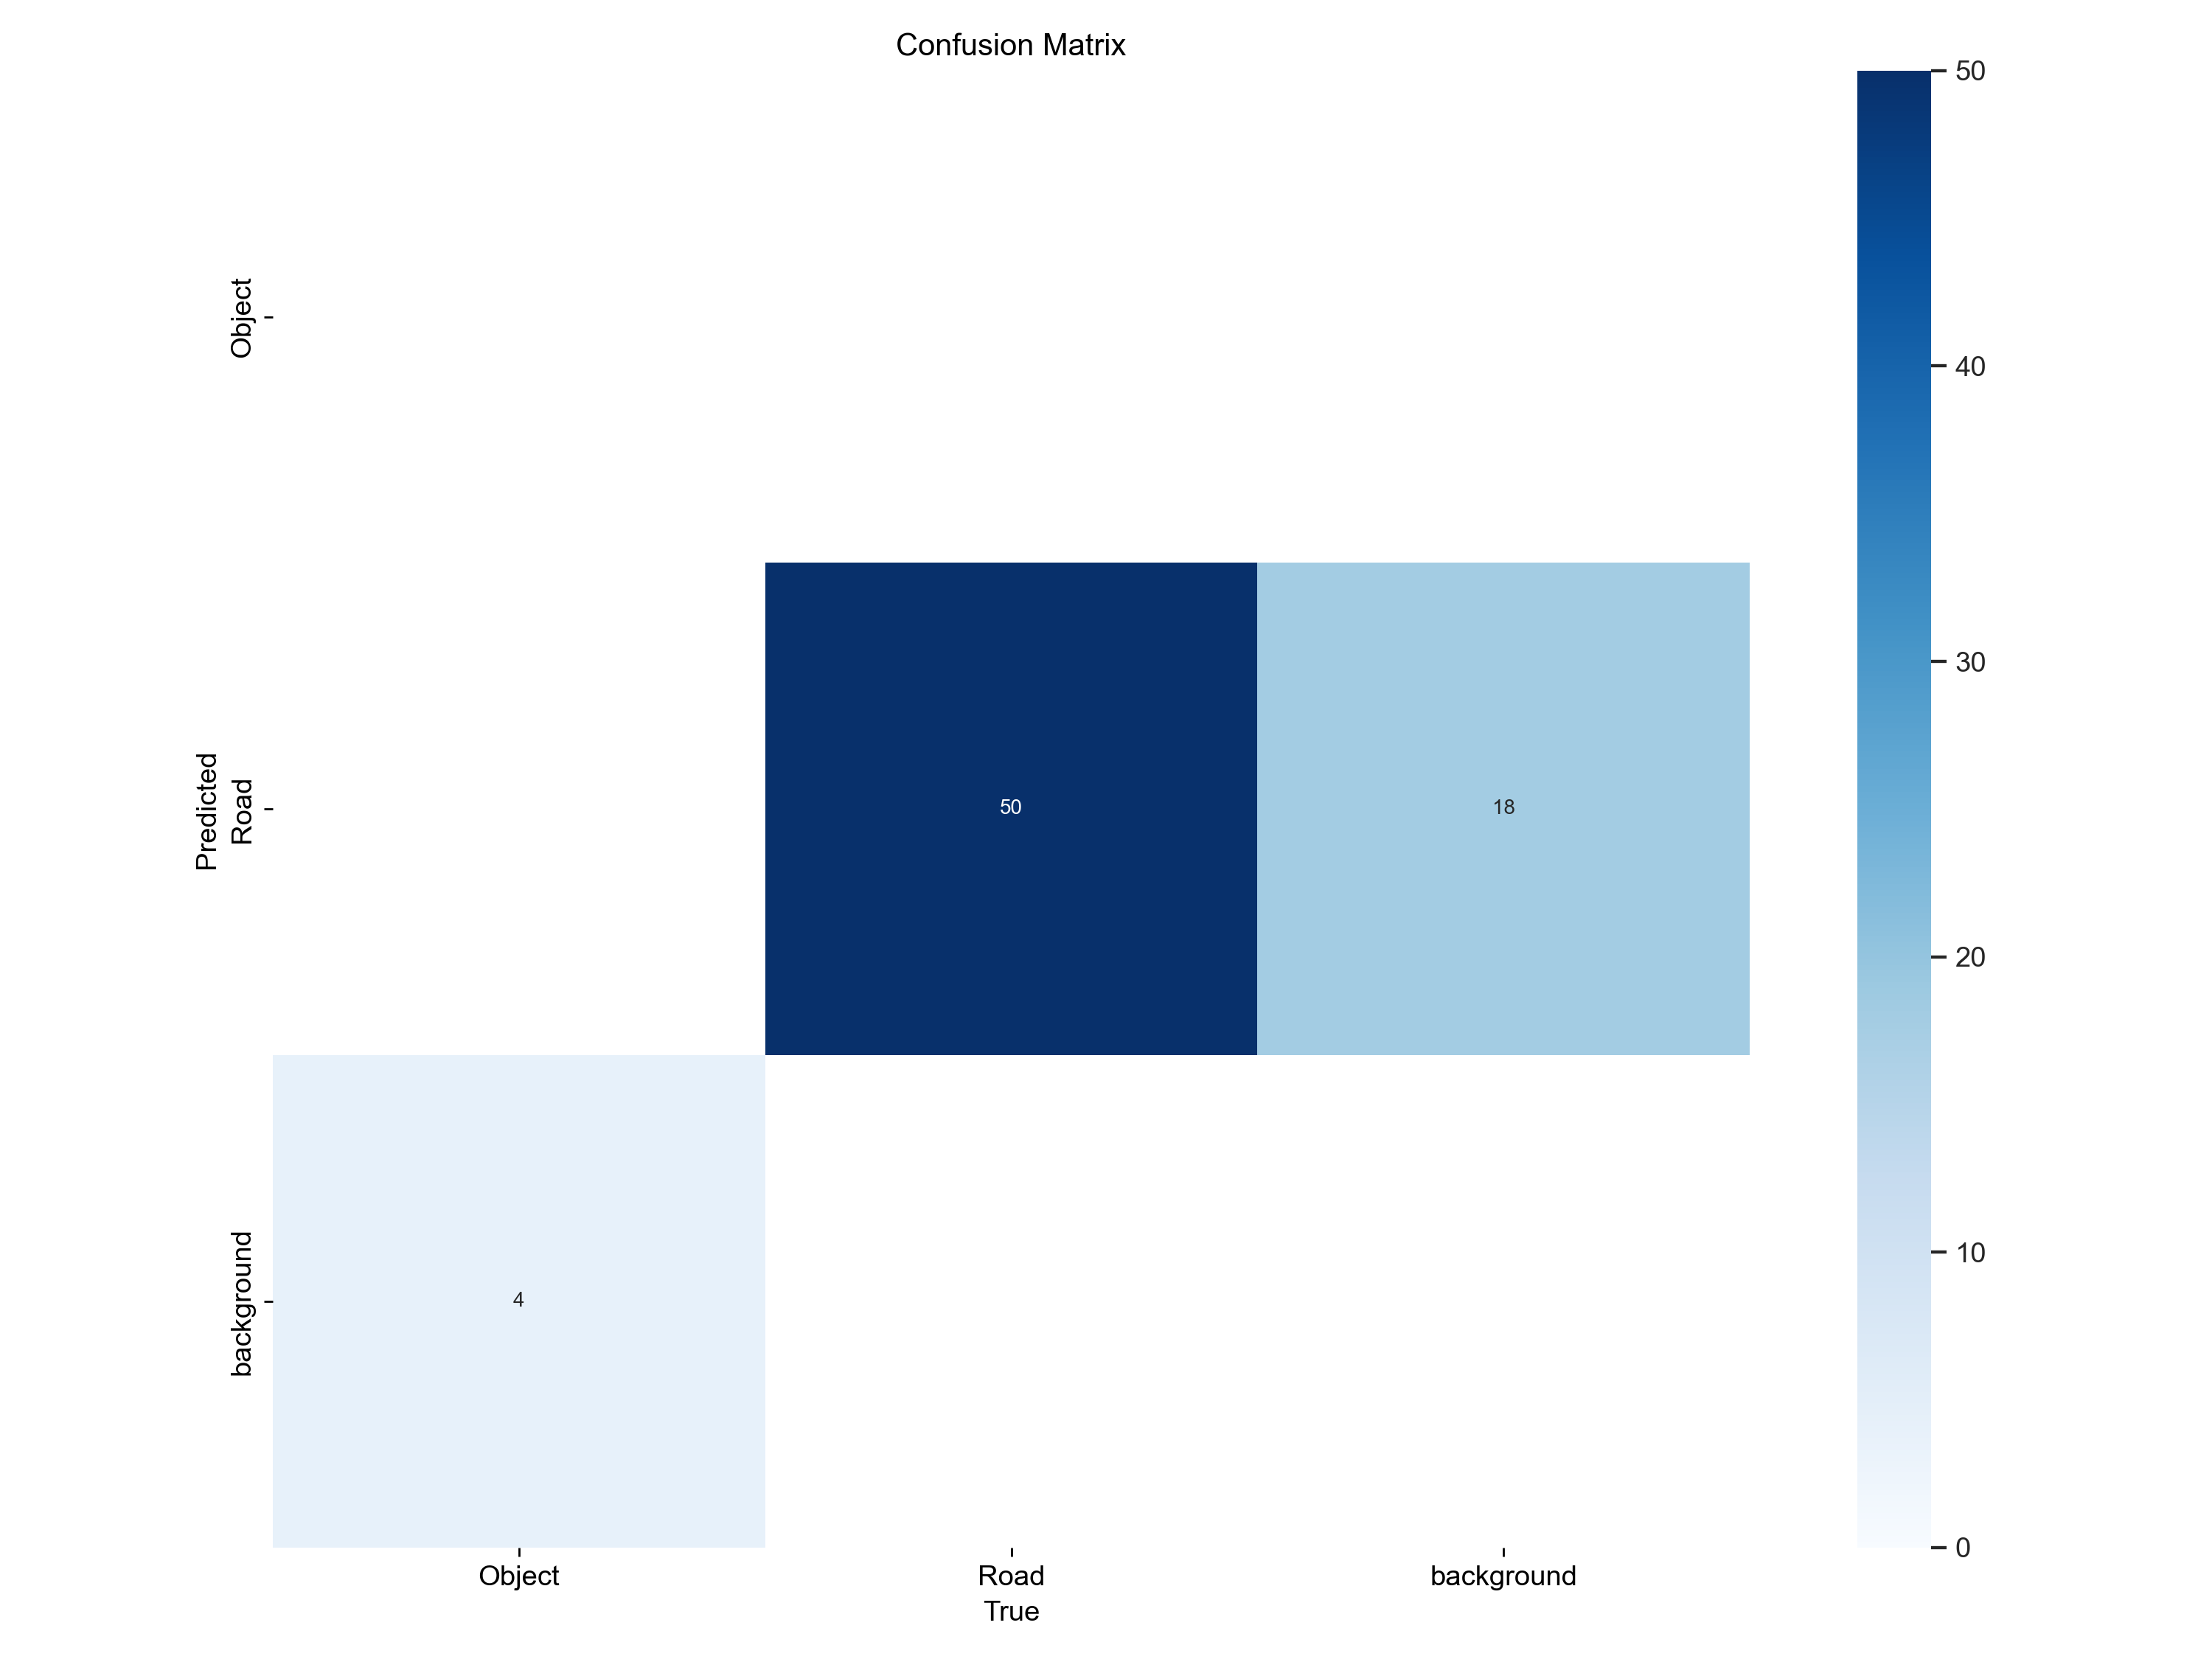 Confusion Matrix
50
40
30
20
10
0
Predicted
Object
Road
background
50
18
4
Object
Road
background
True